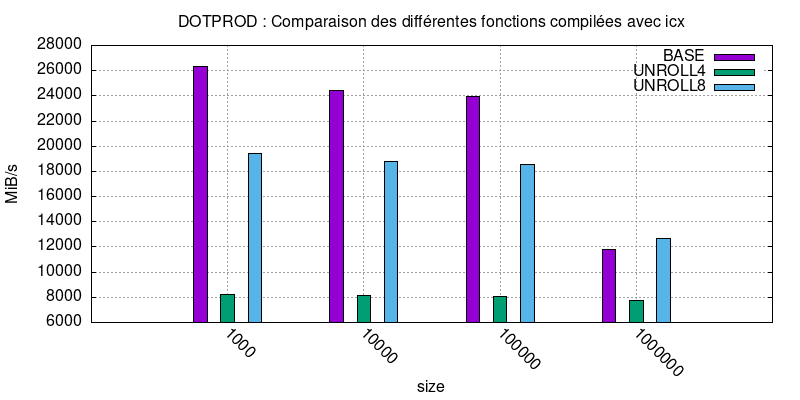 DOTPROD : Comparaison des différentes fonctions compilées avec icx
28000
26000
24000
22000
20000
18000
16000
14000
12000
10000
8000
6000
MiB/s
BASE
UNROLL4
UNROLL8
1000
10000
100000
1000000
size